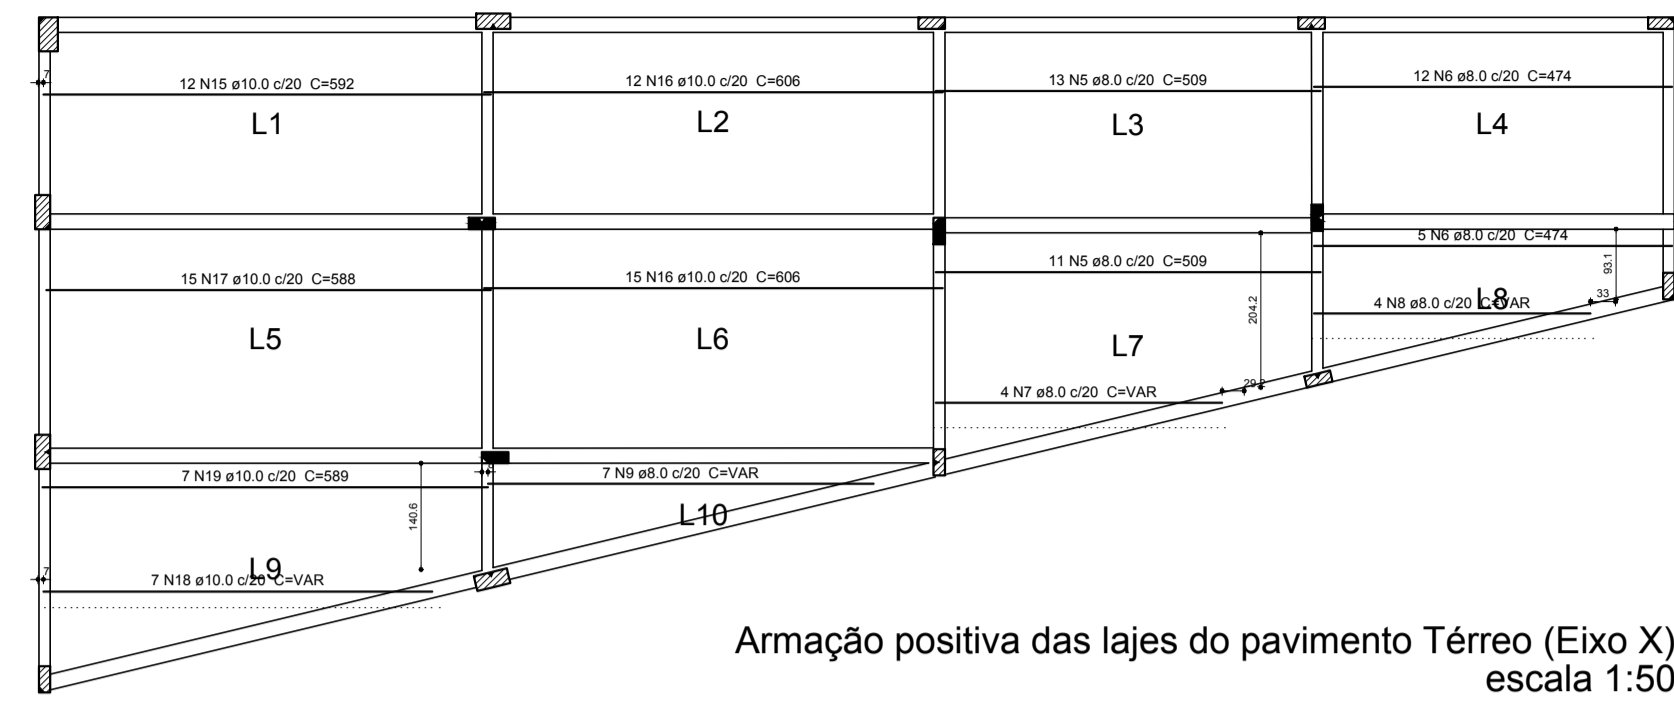 7
12 N15 ø10.0 c/20 C=592
12 N16 ø10.0 c/20 C=606
13 N5 ø8.0 c/20 C=509
12 N6 ø8.0 c/20 C=474
L1
L2
L3
L4
15 N17 ø10.0 c/20 C=588
15 N16 ø10.0 c/20 C=606
11 N5 ø8.0 c/20 C=509
5 N6 ø8.0 c/20 C=474
93.1
33
204.2
4 N8 ø8.0 c/20 C=VAR
L8
L5
L6
L7
4 N7 ø8.0 c/20 C=VAR
7 N19 ø10.0 c/20 C=589
7 N9 ø8.0 c/20 C=VAR
140.6
L10
L9
7
7 N18 ø10.0 c/20 C=VAR
Armação positiva das lajes do pavimento Térreo (Eixo X)
escala 1:50